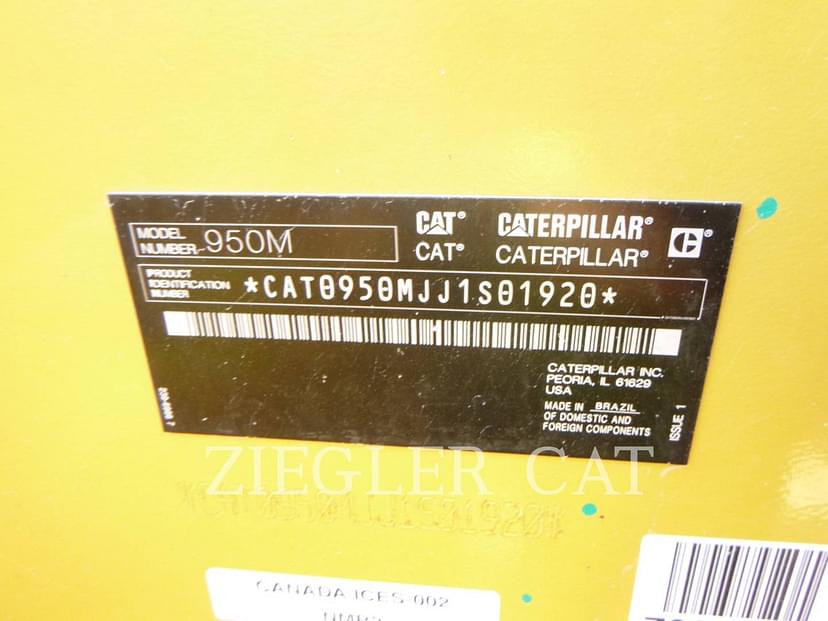 MODEL
NUMBER 950M
CAT® CATERPILLAR®
CAT® CATERPILLAR®
C ®
PRODUCT
IDENTIFICATION
NUMBER
*CAT0950MJJ1S01920*
CATERPILLAR INC.
PEORIA, IL 61629
USA
MADE IN BRAZIL
OF DOMESTIC AND
FOREIGN COMPONENTS
ISSUE 1
ZIEGLER CAT
CANADA ICES-002